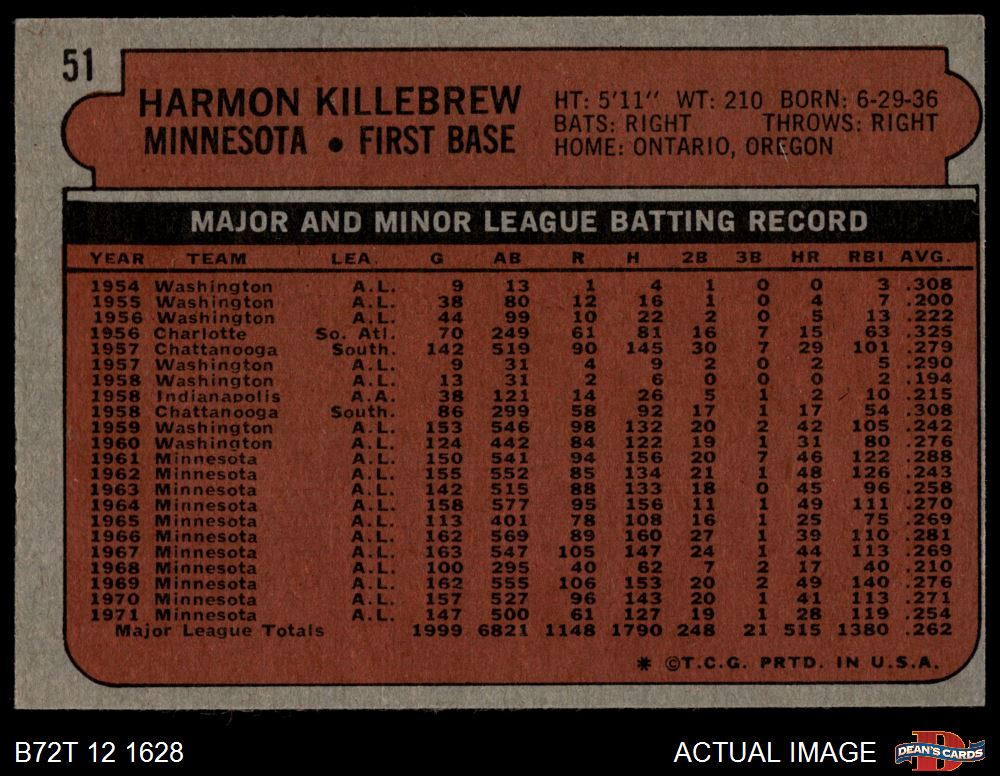 51
HARMON KILLEBREW
MINNESOTA • FIRST BASE
HT: 5'11" WT: 210 BORN: 6-29-36
BATS: RIGHT THROWS: RIGHT
HOME: ONTARIO, OREGON
MAJOR AND MINOR LEAGUE BATTING RECORD
YEAR TEAM LEA. G AB R H 2B 3B HR RBI AVG.
1954 Washington A.L. 9 13 1 4 1 0 0 3 .308
1955 Washington A.L. 38 80 12 16 1 0 4 7 .200
1956 Washington A.L. 44 99 10 22 2 0 5 13 .222
1956 Charlotte So. Atl. 70 249 61 81 16 7 15 63 .325
1957 Chattanooga South. 142 519 90 145 30 7 29 101 .279
1957 Washington A.L. 9 31 4 9 2 0 2 5 .290
1958 Washington A.L. 13 31 2 6 0 0 0 2 .194
1958 Indianapolis A.A. 38 121 14 26 5 1 2 10 .215
1958 Chattanooga South. 86 299 58 92 17 1 17 54 .308
1959 Washington A.L. 153 546 98 132 20 2 42 105 .242
1960 Washington A.L. 124 442 84 122 19 1 31 80 .276
1961 Minnesota A.L. 150 541 94 156 20 7 46 122 .288
1962 Minnesota A.L. 155 552 85 134 21 1 48 126 .243
1963 Minnesota A.L. 142 515 88 133 18 0 45 96 .258
1964 Minnesota A.L. 158 577 95 156 11 1 49 111 .270
1965 Minnesota A.L. 113 401 78 108 16 1 25 75 .269
1966 Minnesota A.L. 162 569 89 160 27 1 39 110 .281
1967 Minnesota A.L. 163 547 105 147 24 1 44 113 .269
1968 Minnesota A.L. 100 295 40 62 7 2 17 40 .210
1969 Minnesota A.L. 162 555 106 153 20 2 49 140 .276
1970 Minnesota A.L. 157 527 96 143 20 1 41 113 .271
1971 Minnesota A.L. 147 500 61 127 19 1 28 119 .254
Major League Totals 1999 6821 1148 1790 248 21 515 1380 .262
* ©T.C.G. PRTD. IN U.S.A.
B72T 12 1628
ACTUAL IMAGE
DEAN'S CARDS